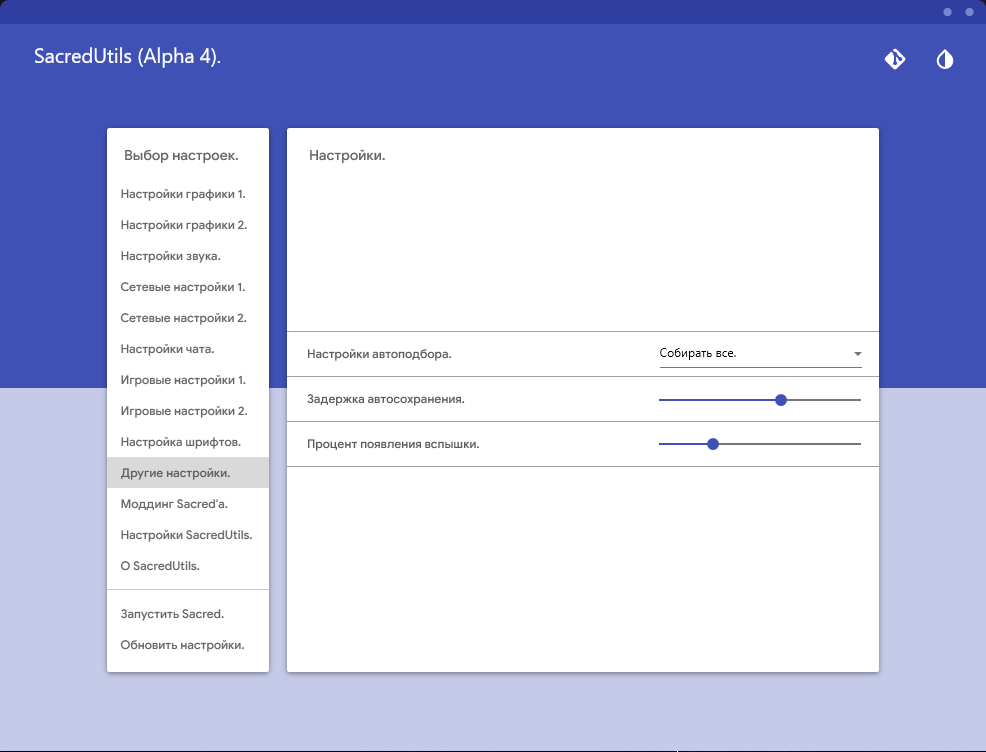 SacredUtils (Alpha 4).
Выбор настроек.
Настройки графики 1.
Настройки графики 2.
Настройки звука.
Сетевые настройки 1.
Сетевые настройки 2.
Настройки чата.
Игровые настройки 1.
Игровые настройки 2.
Настройка шрифтов.
Другие настройки.
Моддинг Sacred'a.
Настройки SacredUtils.
О SacredUtils.
Запустить Sacred.
Обновить настройки.
Настройки.
Настройки автоподбора.
Собирать все.
Задержка автосохранения.
Процент появления вспышки.